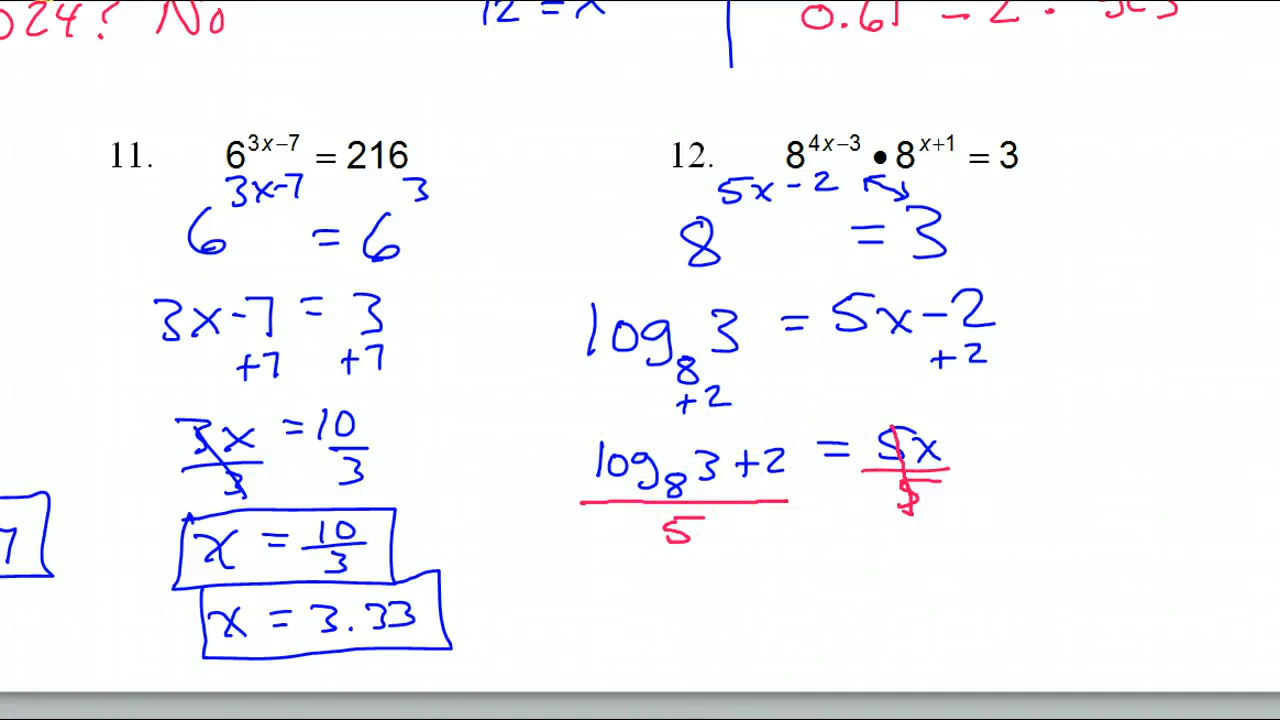 024? No
12 = x
11. 6^{3x-7} = 216
6^{3x-7} = 6^{3}
3x-7 = 3
+7 +7
3x = 10
3 3
x = 10/3
x = 3.33
12. 8^{4x-3} • 8^{x+1} = 3
8^{5x-2} = 3
log_8 3 = 5x-2
+2 +2
log_8 3 + 2 = 5x
5 5